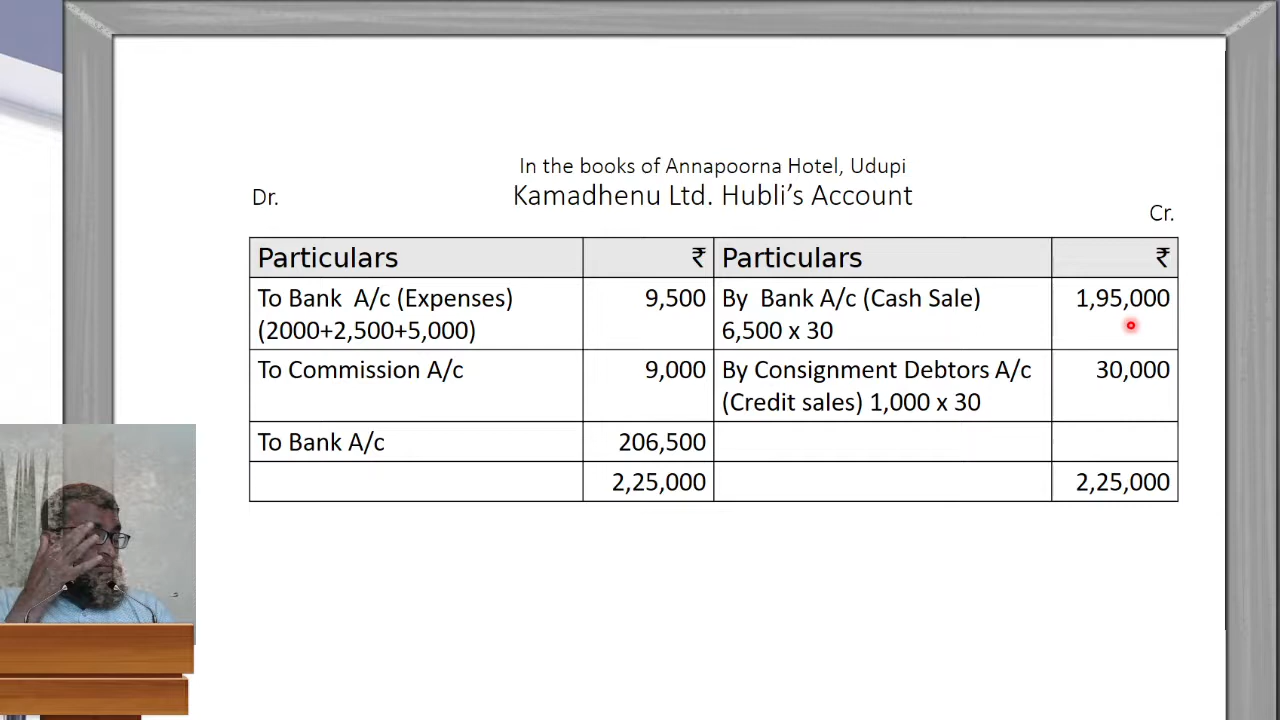 In the books of Annapoorna Hotel, Udupi
Dr.
Kamadhenu Ltd. Hubli’s Account
Cr.
Particulars ₹ Particulars ₹
To Bank A/c (Expenses) 9,500 By Bank A/c (Cash Sale) 1,95,000
(2000+2,500+5,000) 6,500 x 30
To Commission A/c 9,000 By Consignment Debtors A/c 30,000
(Credit sales) 1,000 x 30
To Bank A/c 206,500
2,25,000 2,25,000